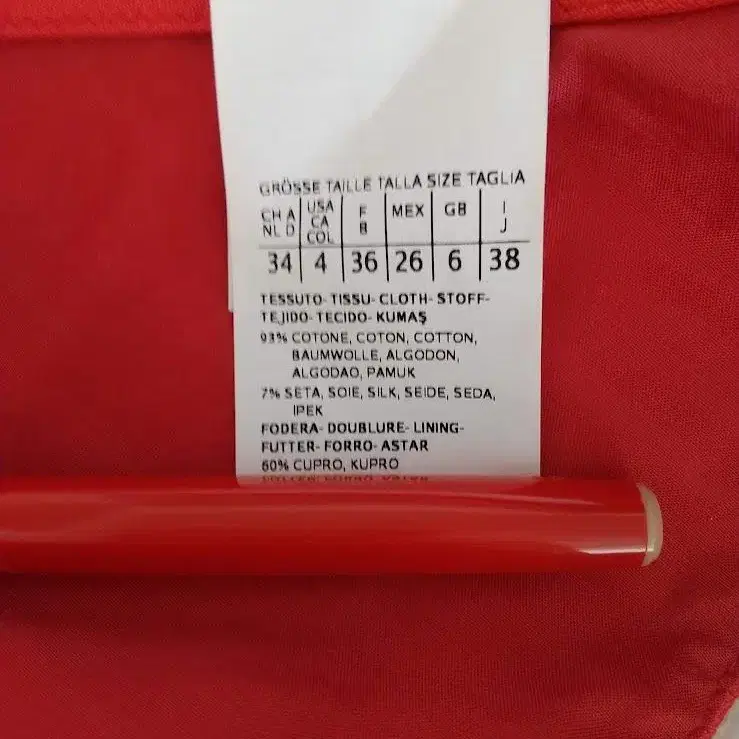 GRÖSSE TAILLE TALLA SIZE TAGLIA
CH A USA F MEX GB I
NL D CA B J
COL
34 4 36 26 6 38
TESSUTO- TISSU- CLOTH- STOFF-
TEJIDO- TECIDO- KUMAŞ
93% COTONE, COTON, COTTON,
BAUMWOLLE, ALGODON,
ALGODAO, PAMUK
7% SETA, SOIE, SILK, SEIDE, SEDA,
IPEK
FODERA- DOUBLURE- LINING-
FUTTER- FORRO- ASTAR
60% CUPRO, KUPRO